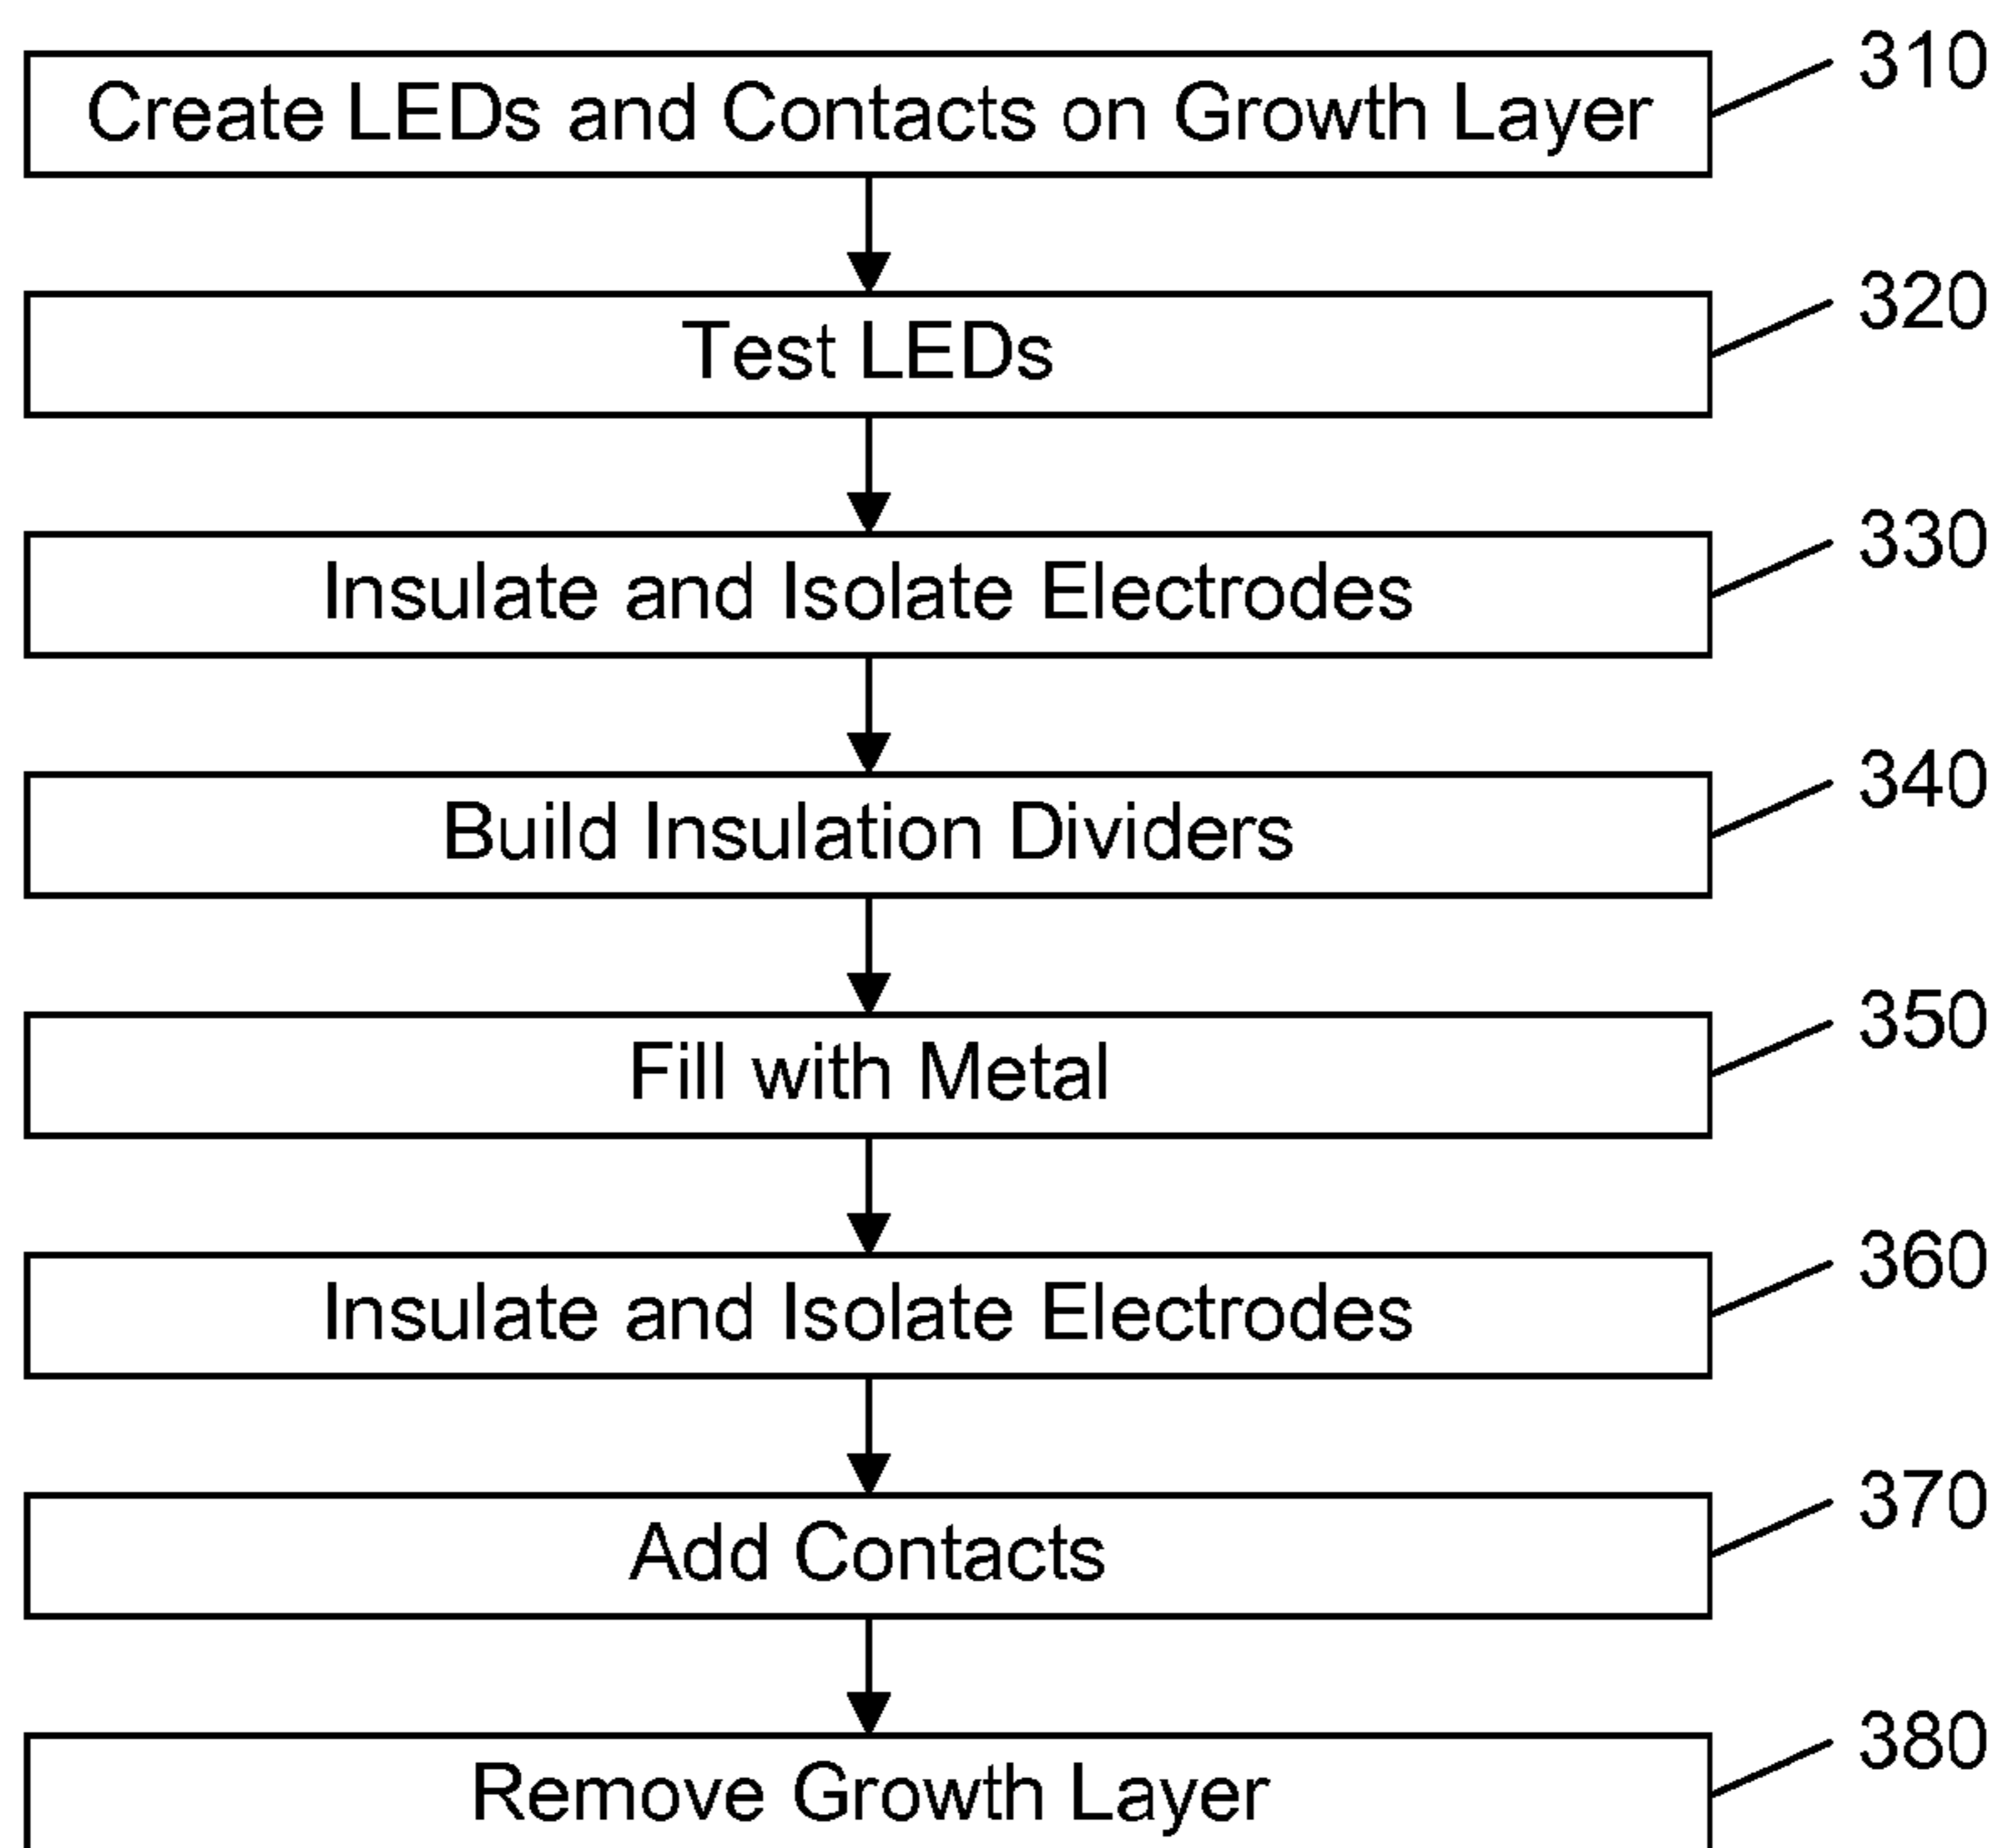 Create LEDs and Contacts on Growth Layer 310
Test LEDs 320
Insulate and Isolate Electrodes 330
Build Insulation Dividers 340
Fill with Metal 350
Insulate and Isolate Electrodes 360
Add Contacts 370
Remove Growth Layer 380